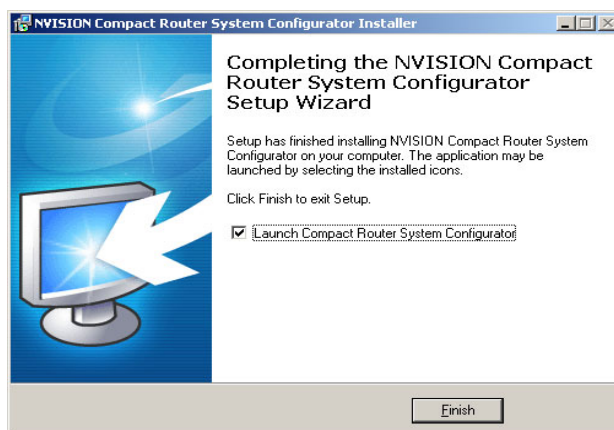 NVISION Compact Router System Configurator Installer
Completing the NVISION Compact
Router System Configurator
Setup Wizard
Setup has finished installing NVISION Compact Router System
Configurator on your computer. The application may be
launched by selecting the installed icons.
Click Finish to exit Setup.
Launch Compact Router System Configurator
Finish